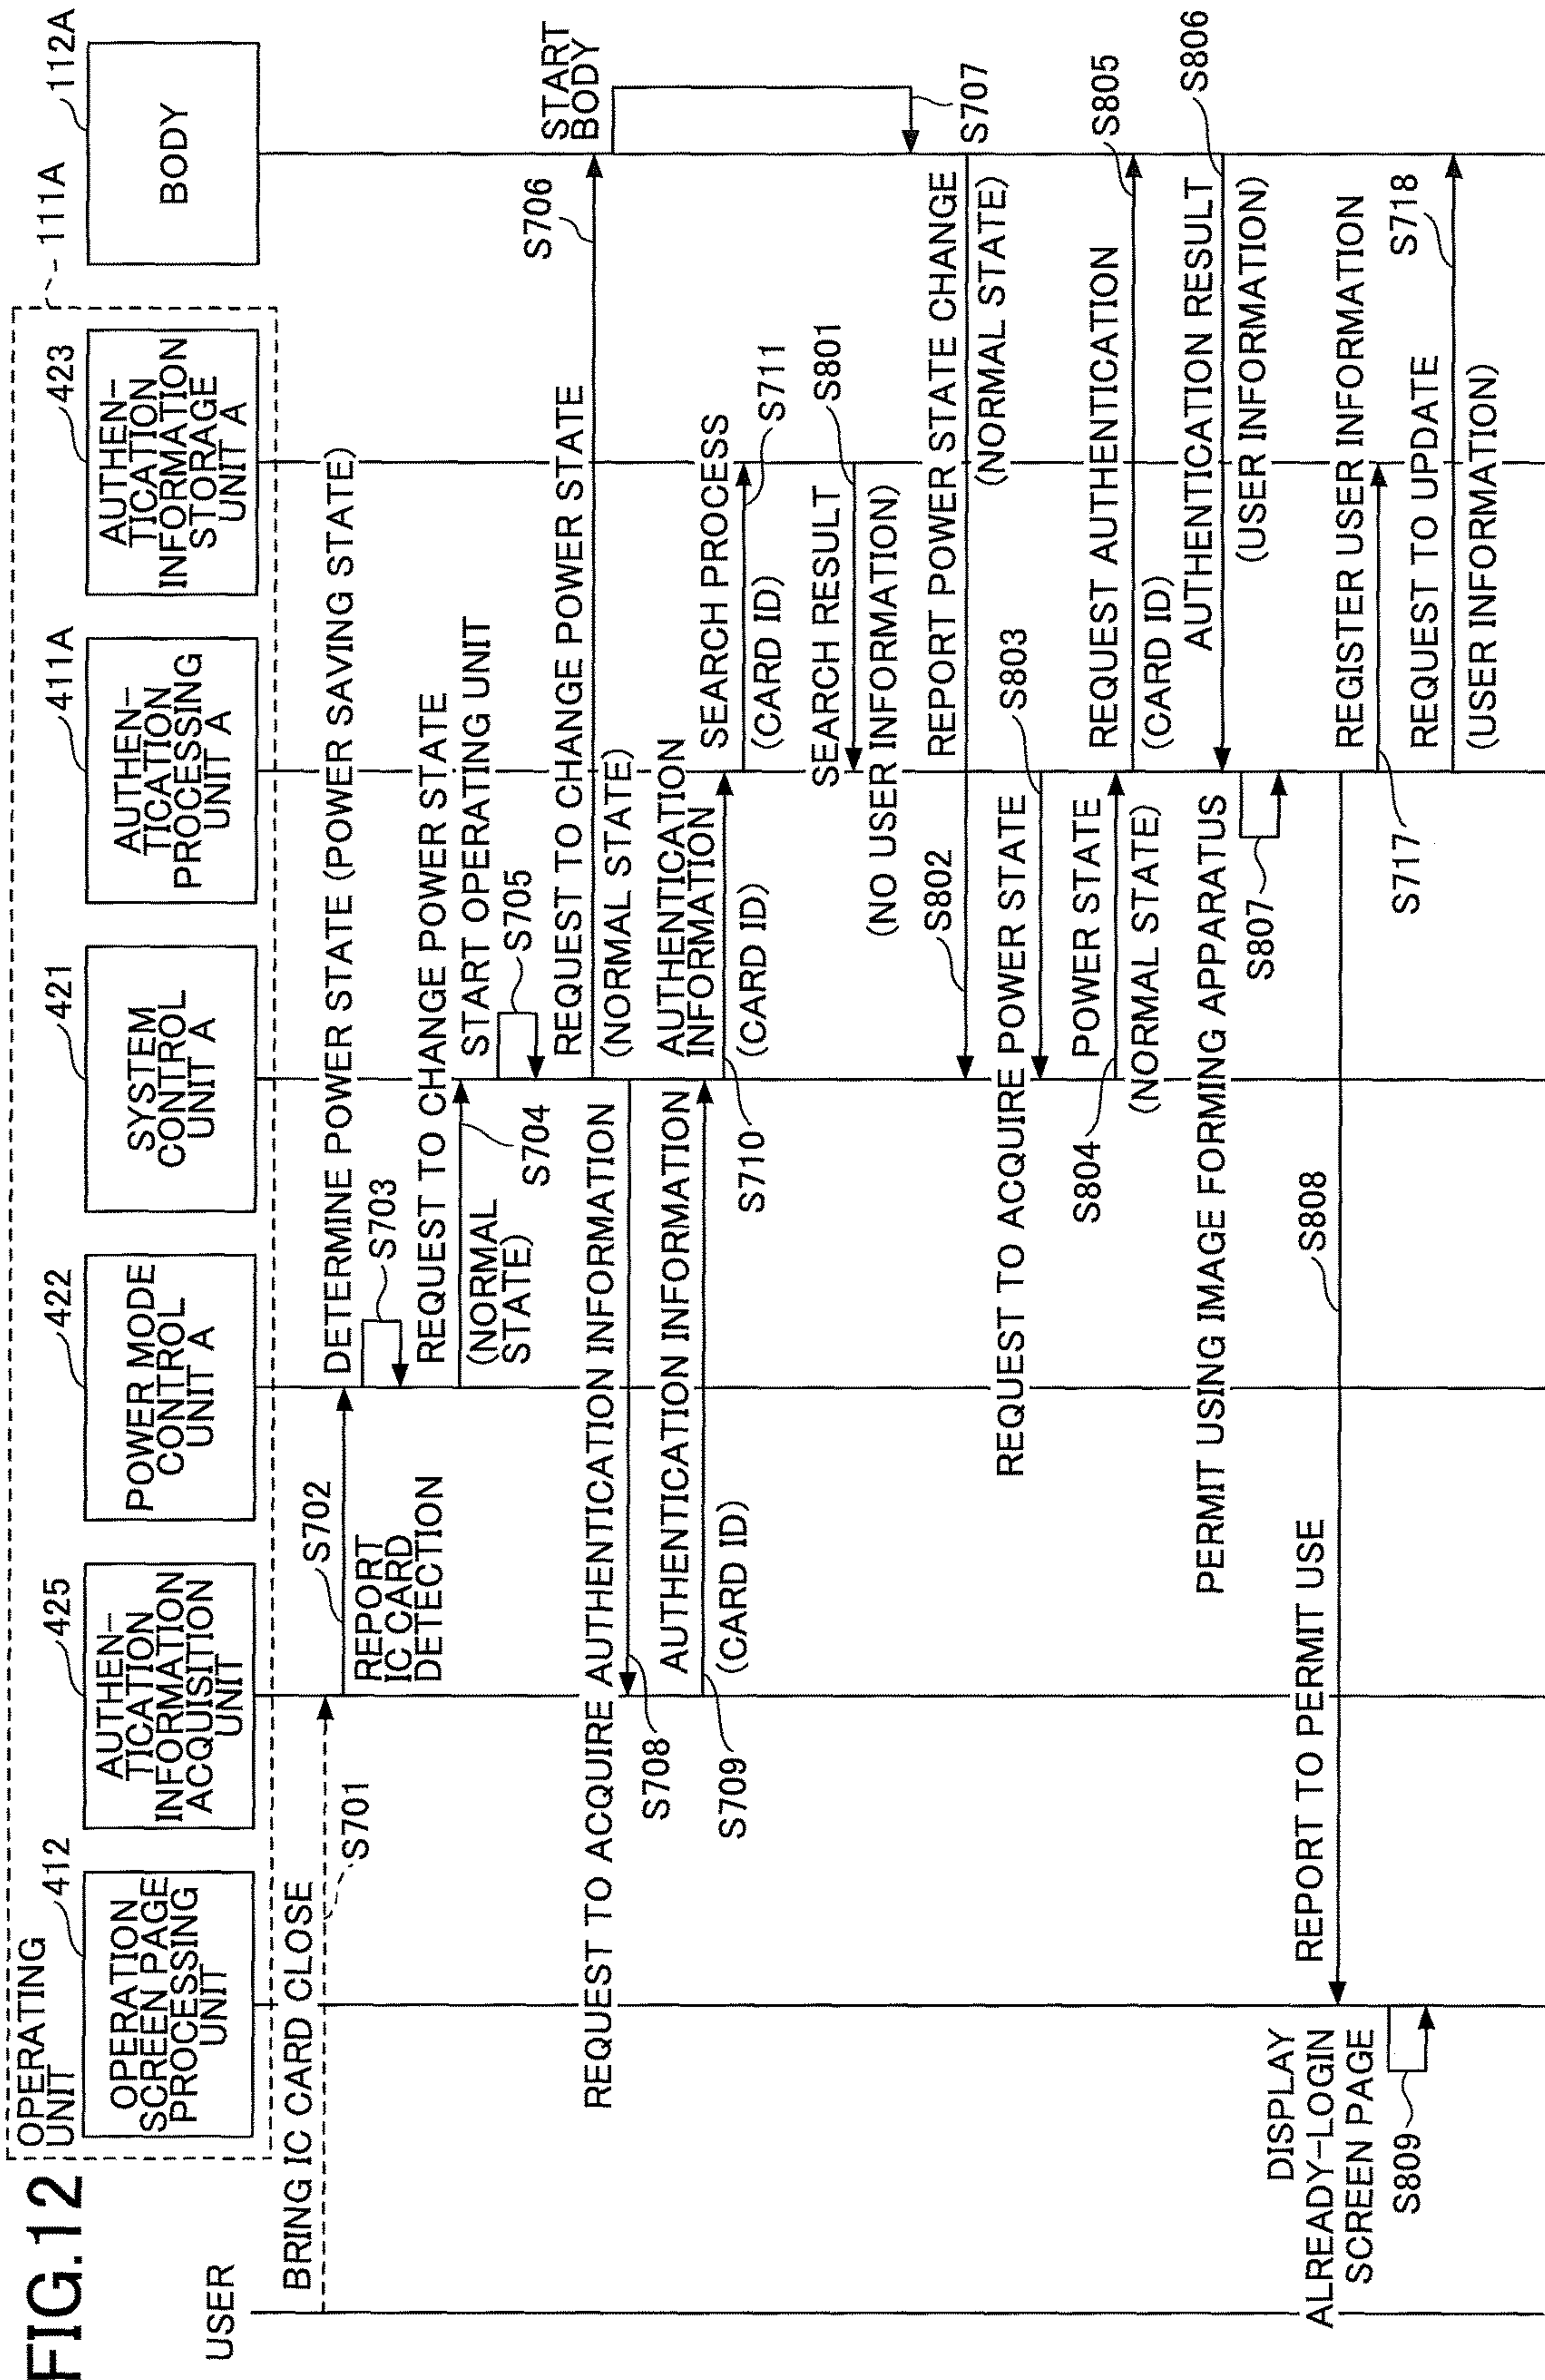 FIG.12
OPERATING
UNIT
111A
412
OPERATION
SCREEN PAGE
PROCESSING
UNIT
425
AUTHEN-
TICATION
INFORMATION
ACQUISITION
UNIT
422
POWER MODE
CONTROL
UNIT A
421
SYSTEM
CONTROL
UNIT A
411A
AUTHEN-
TICATION
PROCESSING
UNIT A
423
AUTHEN-
TICATION
INFORMATION
STORAGE
UNIT A
112A
BODY
USER
BRING IC CARD CLOSE
S701
S702
REPORT
IC CARD
DETECTION
DETERMINE POWER STATE (POWER SAVING STATE)
S703
REQUEST TO CHANGE POWER STATE
(NORMAL
STATE)
S704
START OPERATING UNIT
S705
REQUEST TO CHANGE POWER STATE
(NORMAL STATE)
S706
START
BODY
S707
REQUEST TO ACQUIRE AUTHENTICATION INFORMATION
S708
AUTHENTICATION INFORMATION
(CARD ID)
S709
AUTHENTICATION
INFORMATION
(CARD ID)
S710
SEARCH PROCESS
(CARD ID)
S711
SEARCH RESULT
(NO USER INFORMATION)
S801
REPORT POWER STATE CHANGE
(NORMAL STATE)
S802
REQUEST TO ACQUIRE POWER STATE
S803
POWER STATE
(NORMAL STATE)
S804
REQUEST AUTHENTICATION
(CARD ID)
S805
AUTHENTICATION RESULT
(USER INFORMATION)
S806
PERMIT USING IMAGE FORMING APPARATUS
S807
REPORT TO PERMIT USE
S808
DISPLAY
ALREADY-LOGIN
SCREEN PAGE
S809
REGISTER USER INFORMATION
S717
REQUEST TO UPDATE
(USER INFORMATION)
S718